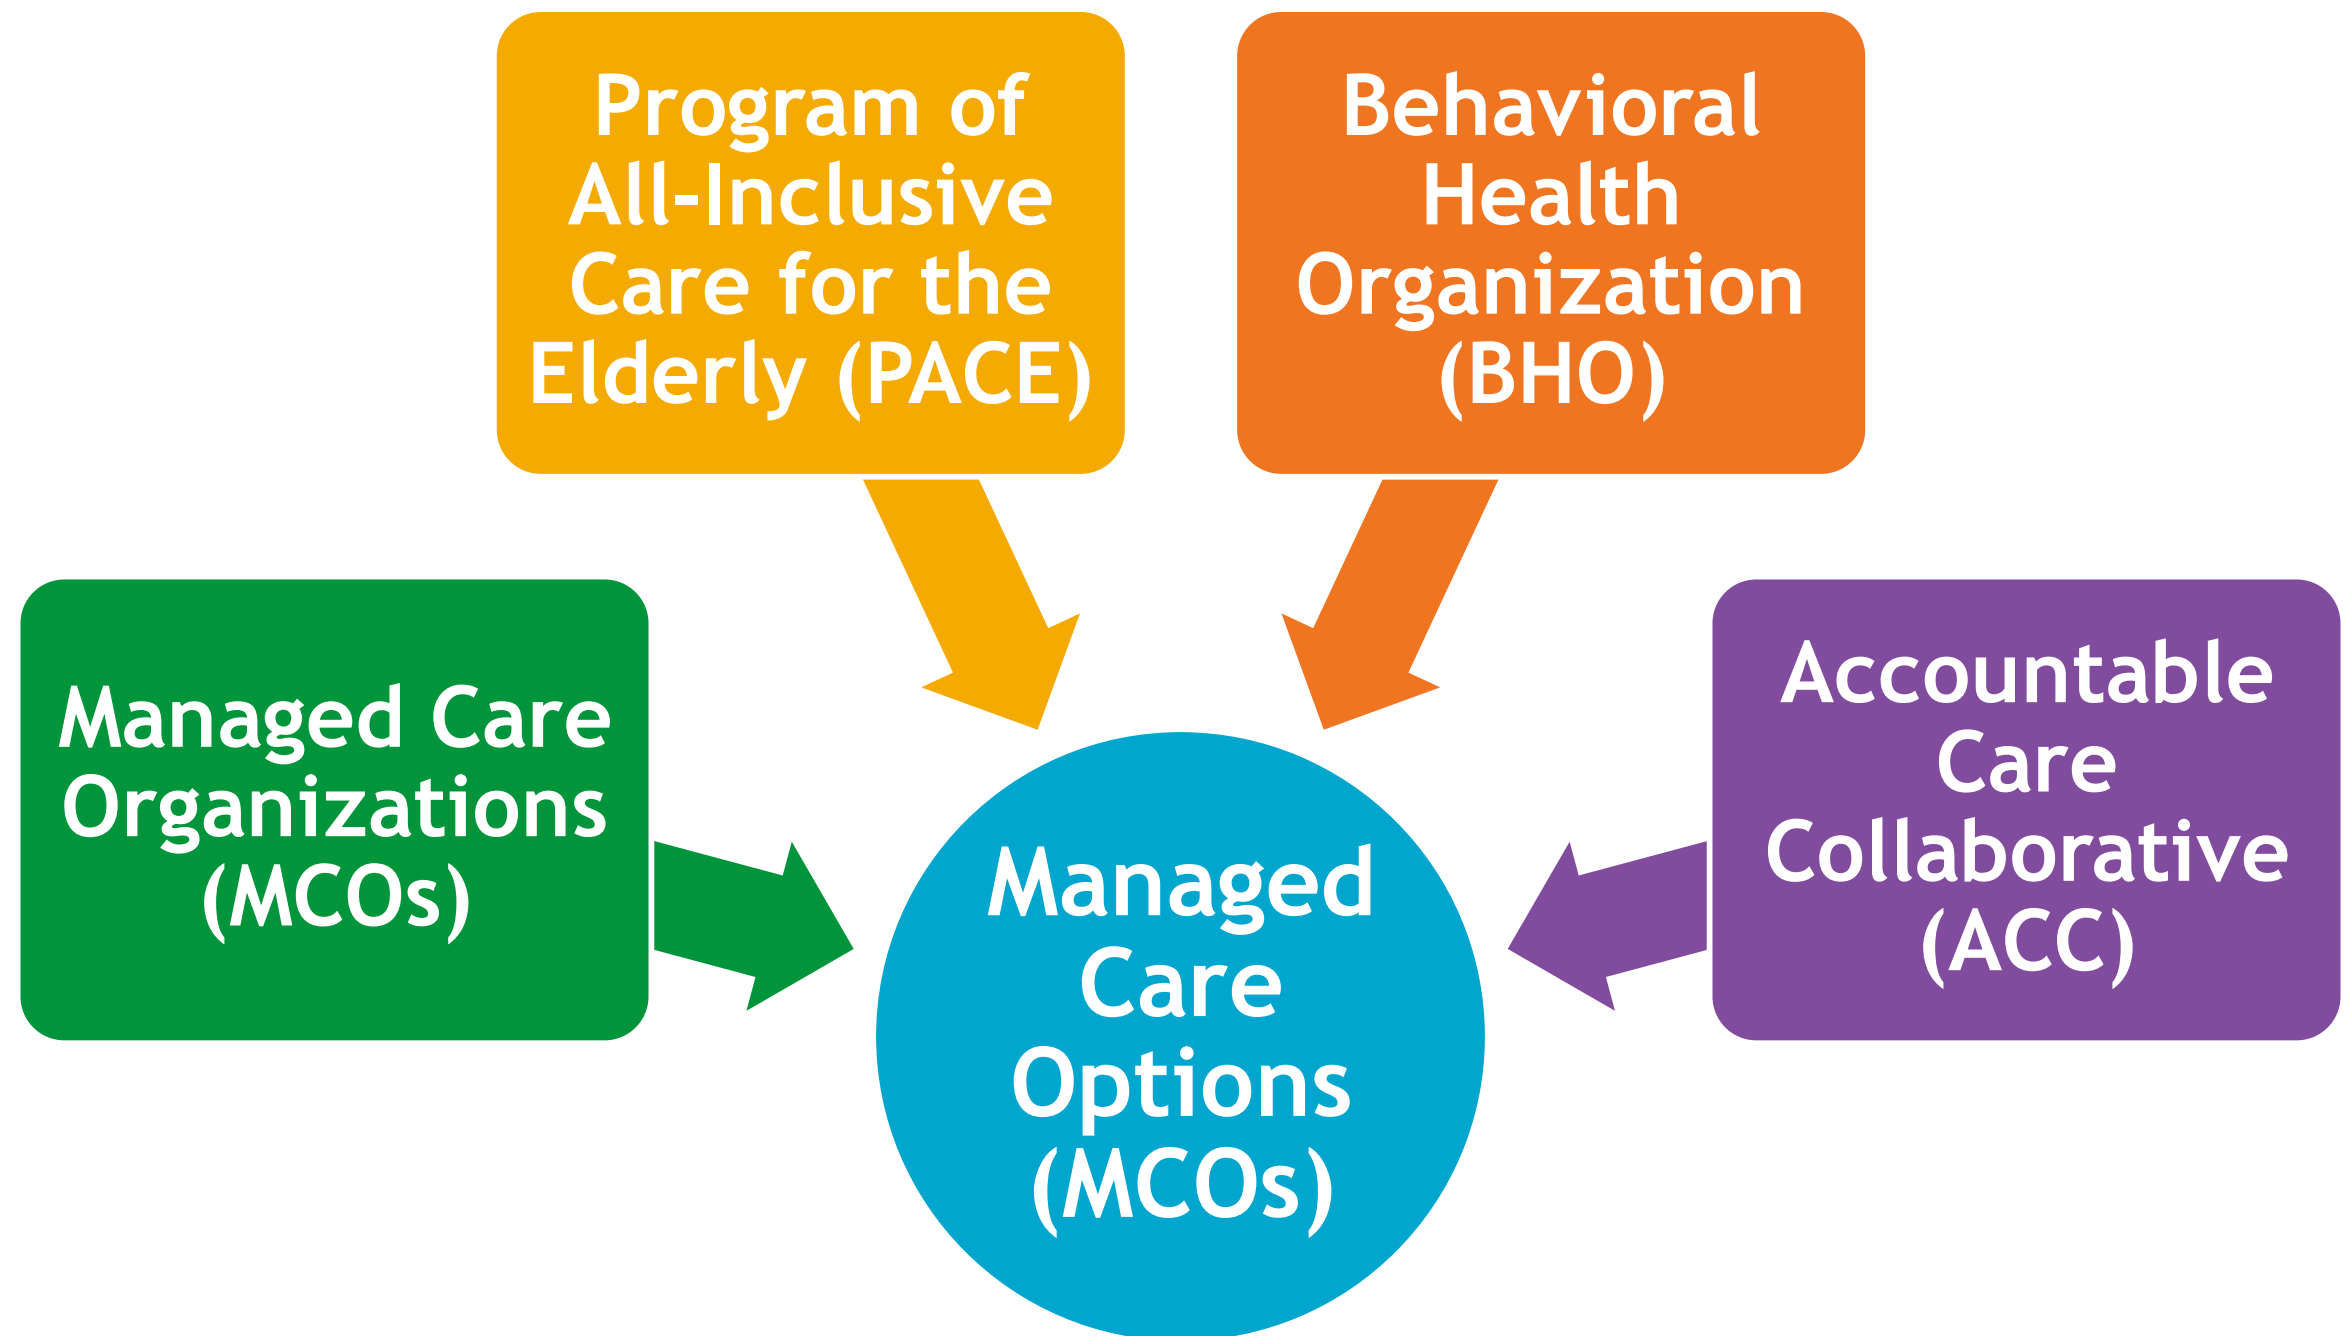 Program of
All-Inclusive
Care for the
Elderly (PACE)
Behavioral
Health
Organization
(BHO)
Managed Care
Organizations
(MCOs)
Accountable
Care
Collaborative
(ACC)
Managed
Care
Options
(MCOs)